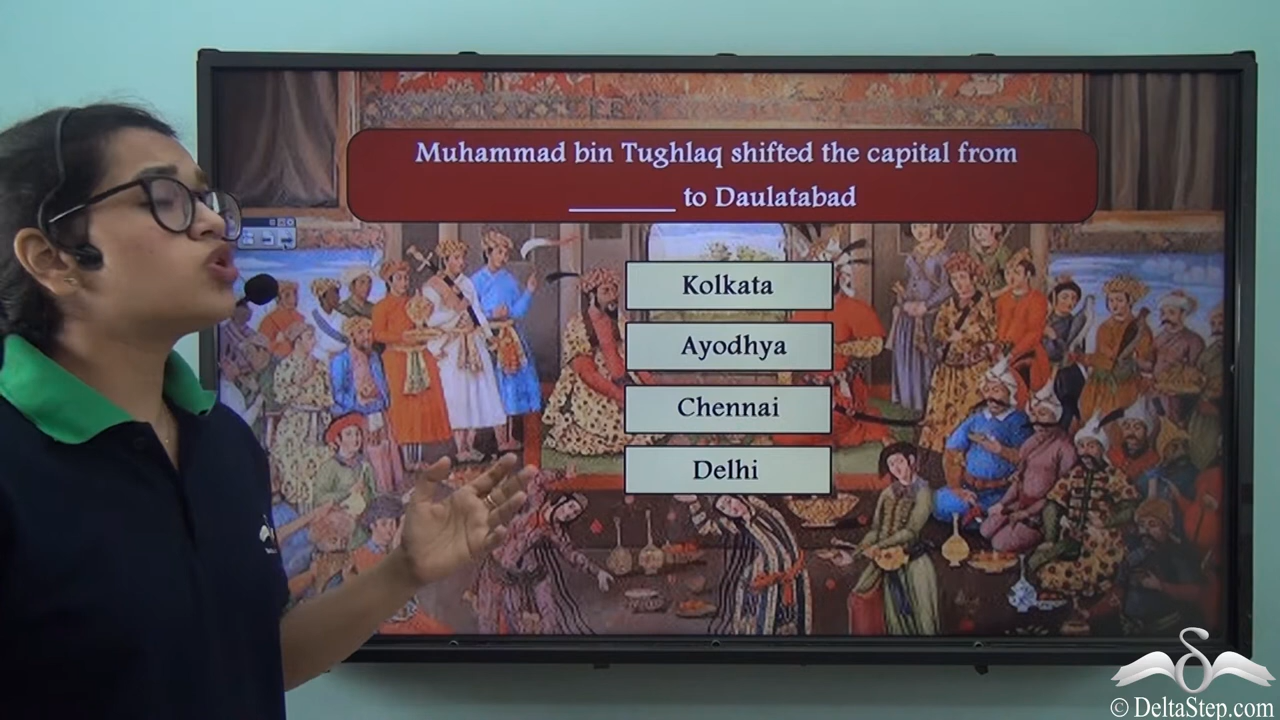 Muhammad bin Tughlaq shifted the capital from
________ to Daulatabad
Kolkata
Ayodhya
Chennai
Delhi
© DeltaStep.com